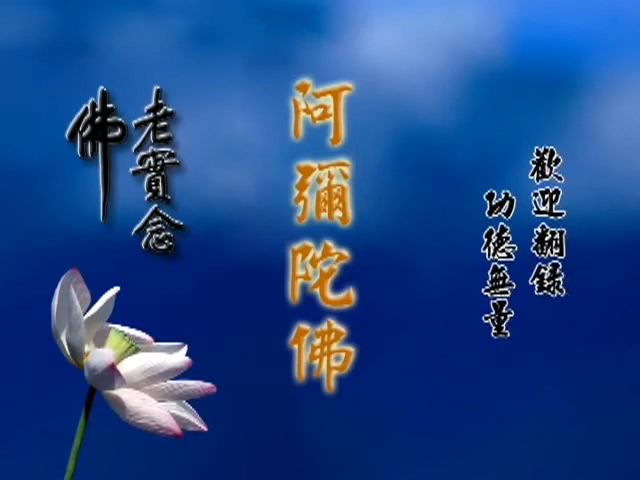 歡迎翻錄
功德無量
阿彌陀佛
老實念
佛